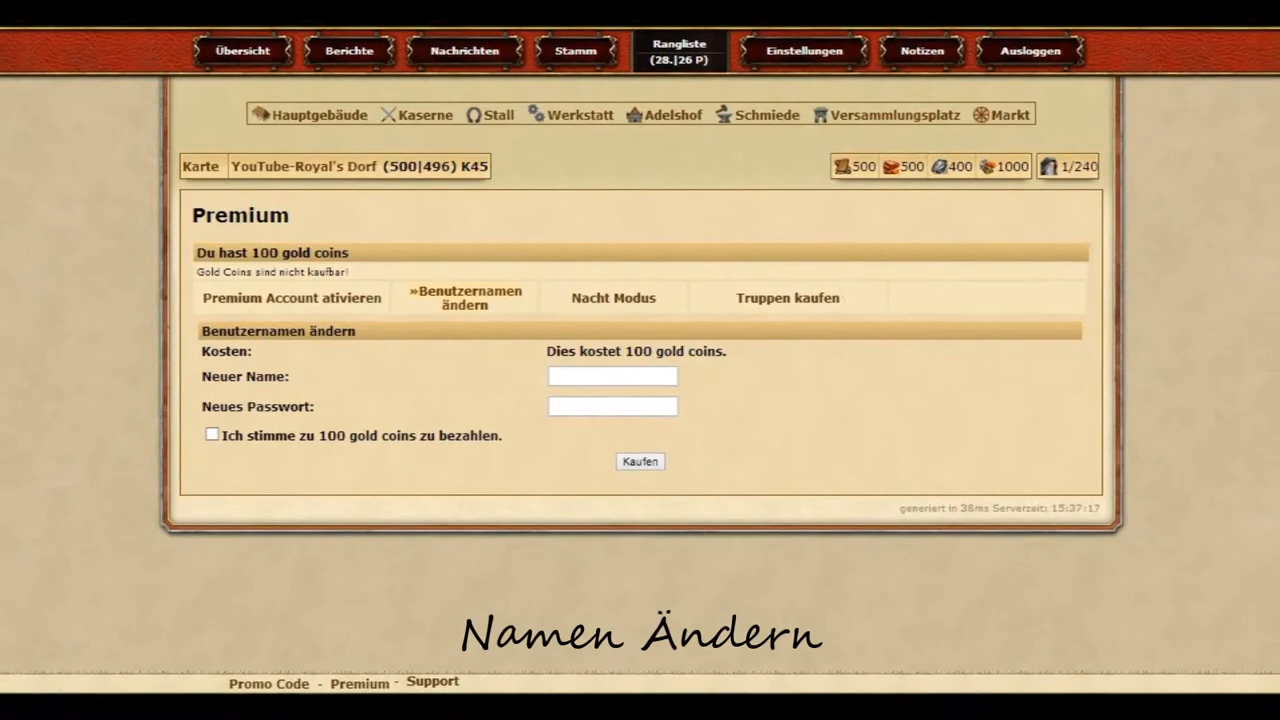 Übersicht Berichte Nachrichten Stamm Rangliste (28.|26 P) Einstellungen Notizen Ausloggen
Hauptgebäude Kaserne Stall Werkstatt Adelshof Schmiede Versammlungsplatz Markt
Karte YouTube-Royal's Dorf (500|496) K45 500 500 400 1000 1/240
Premium
Du hast 100 gold coins
Gold Coins sind nicht kaufbar!
Premium Account ativieren »Benutzernamen ändern Nacht Modus Truppen kaufen
Benutzernamen ändern
Kosten: Dies kostet 100 gold coins.
Neuer Name:
Neues Passwort:
Ich stimme zu 100 gold coins zu bezahlen.
Kaufen
generiert in 38ms Serverzeit: 15:37:17
Namen Ändern
Promo Code - Premium - Support